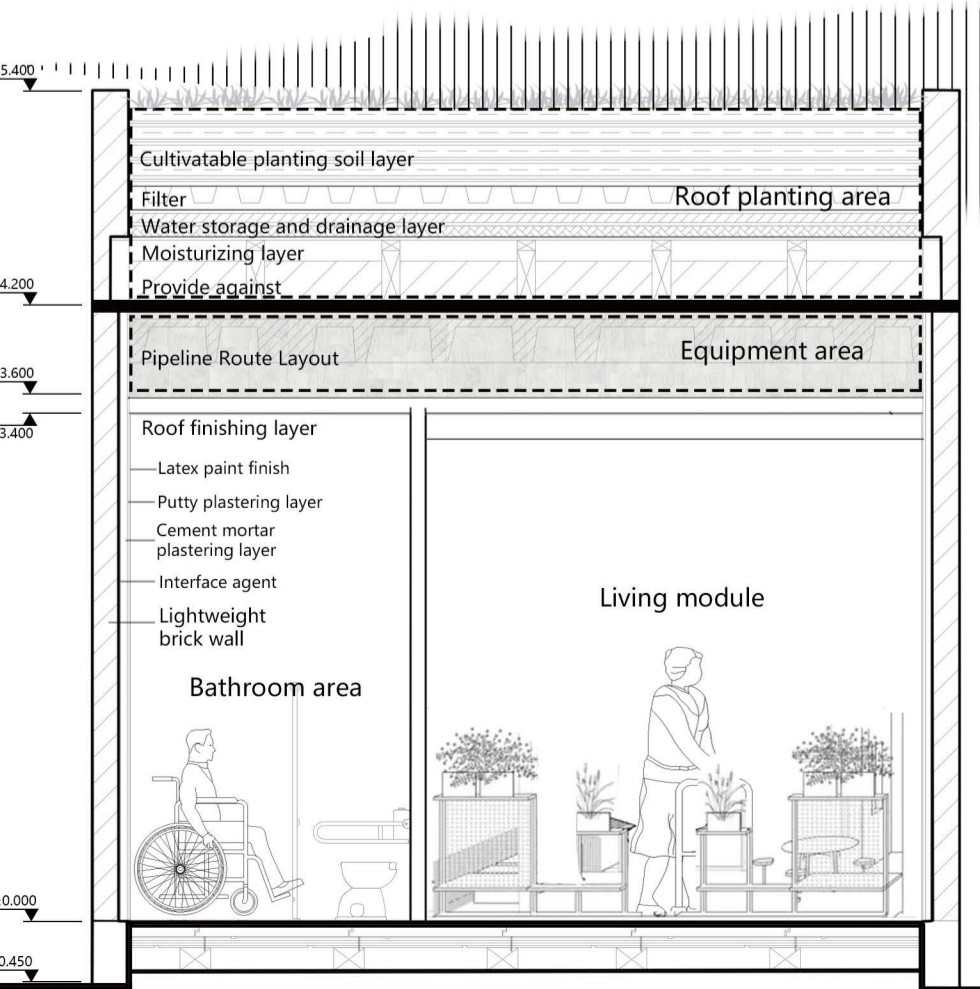 5.400
Cultivatable planting soil layer
Filter
Roof planting area
Water storage and drainage layer
Moisturizing layer
Provide against
4.200
Pipeline Route Layout
Equipment area
3.600
3.400
Roof finishing layer
Latex paint finish
Putty plastering layer
Cement mortar
plastering layer
Interface agent
Lightweight
brick wall
Living module
Bathroom area
0.000
0.450